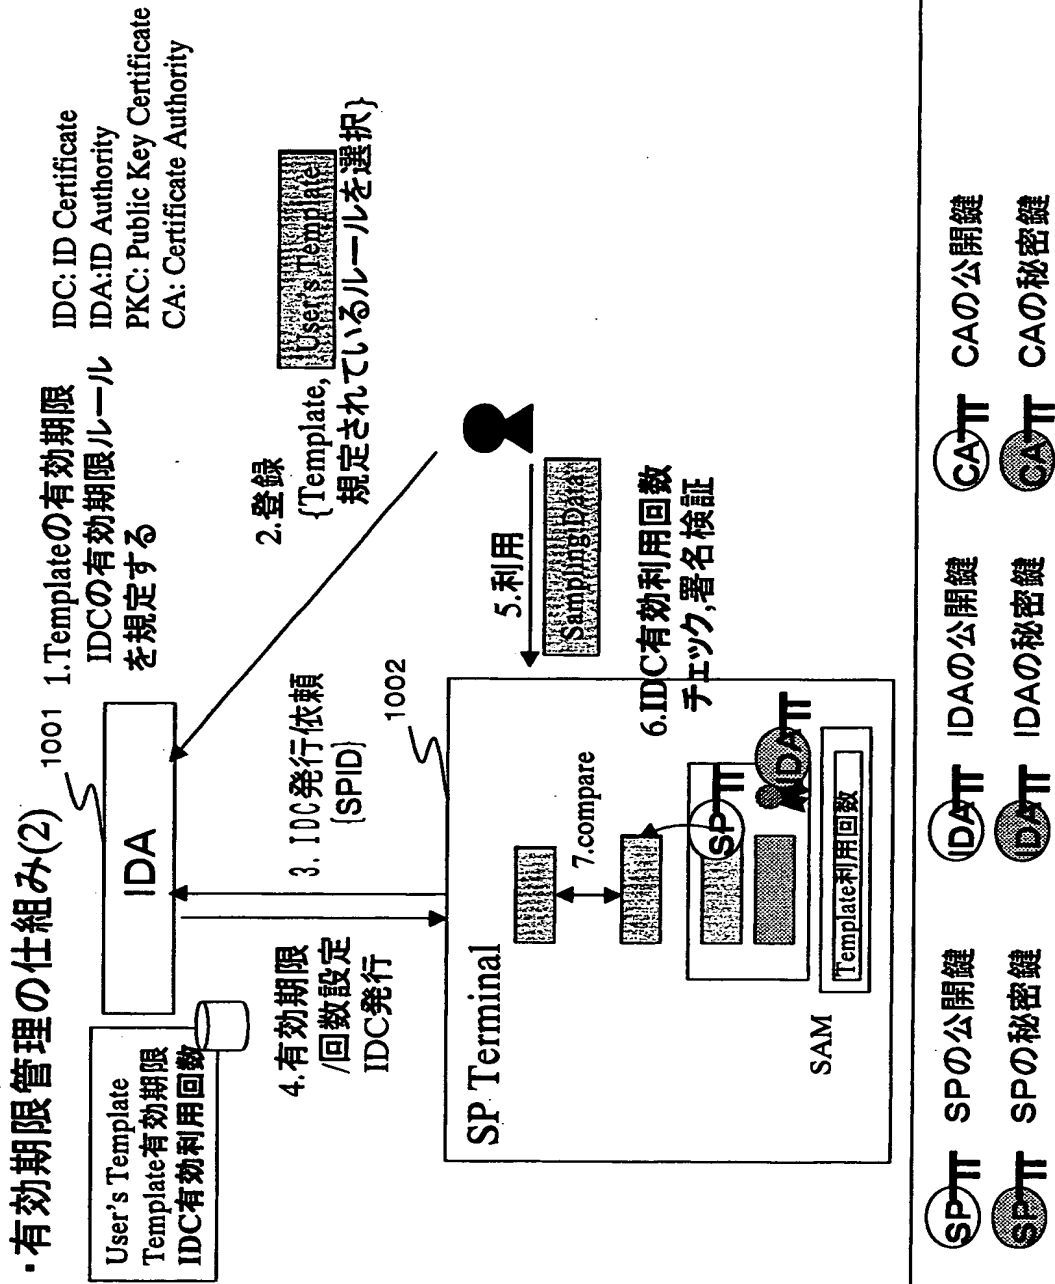 ・有効期限管理の仕組み(2)
IDC: ID Certificate
IDA:ID Authority
PKC: Public Key Certificate
CA: Certificate Authority
1001
1.Templateの有効期限
IDCの有効期限ルール
を規定する
IDA
User's Template
Template有効期限
IDC有効利用回数
2.登録
{Template,
User's Template
規定されているルールを選択}
3. IDC発行依頼
{SPID}
4.有効期限
/回数設定
IDC発行
1002
5.利用
SamplingData
SP Terminal
6.IDC有効利用回数
チェック,署名検証
7.compare
SP
IDA
SAM
Template利用回数
SP SPの公開鍵
IDA IDAの公開鍵
CA CAの公開鍵
SP SPの秘密鍵
IDA IDAの秘密鍵
CA CAの秘密鍵